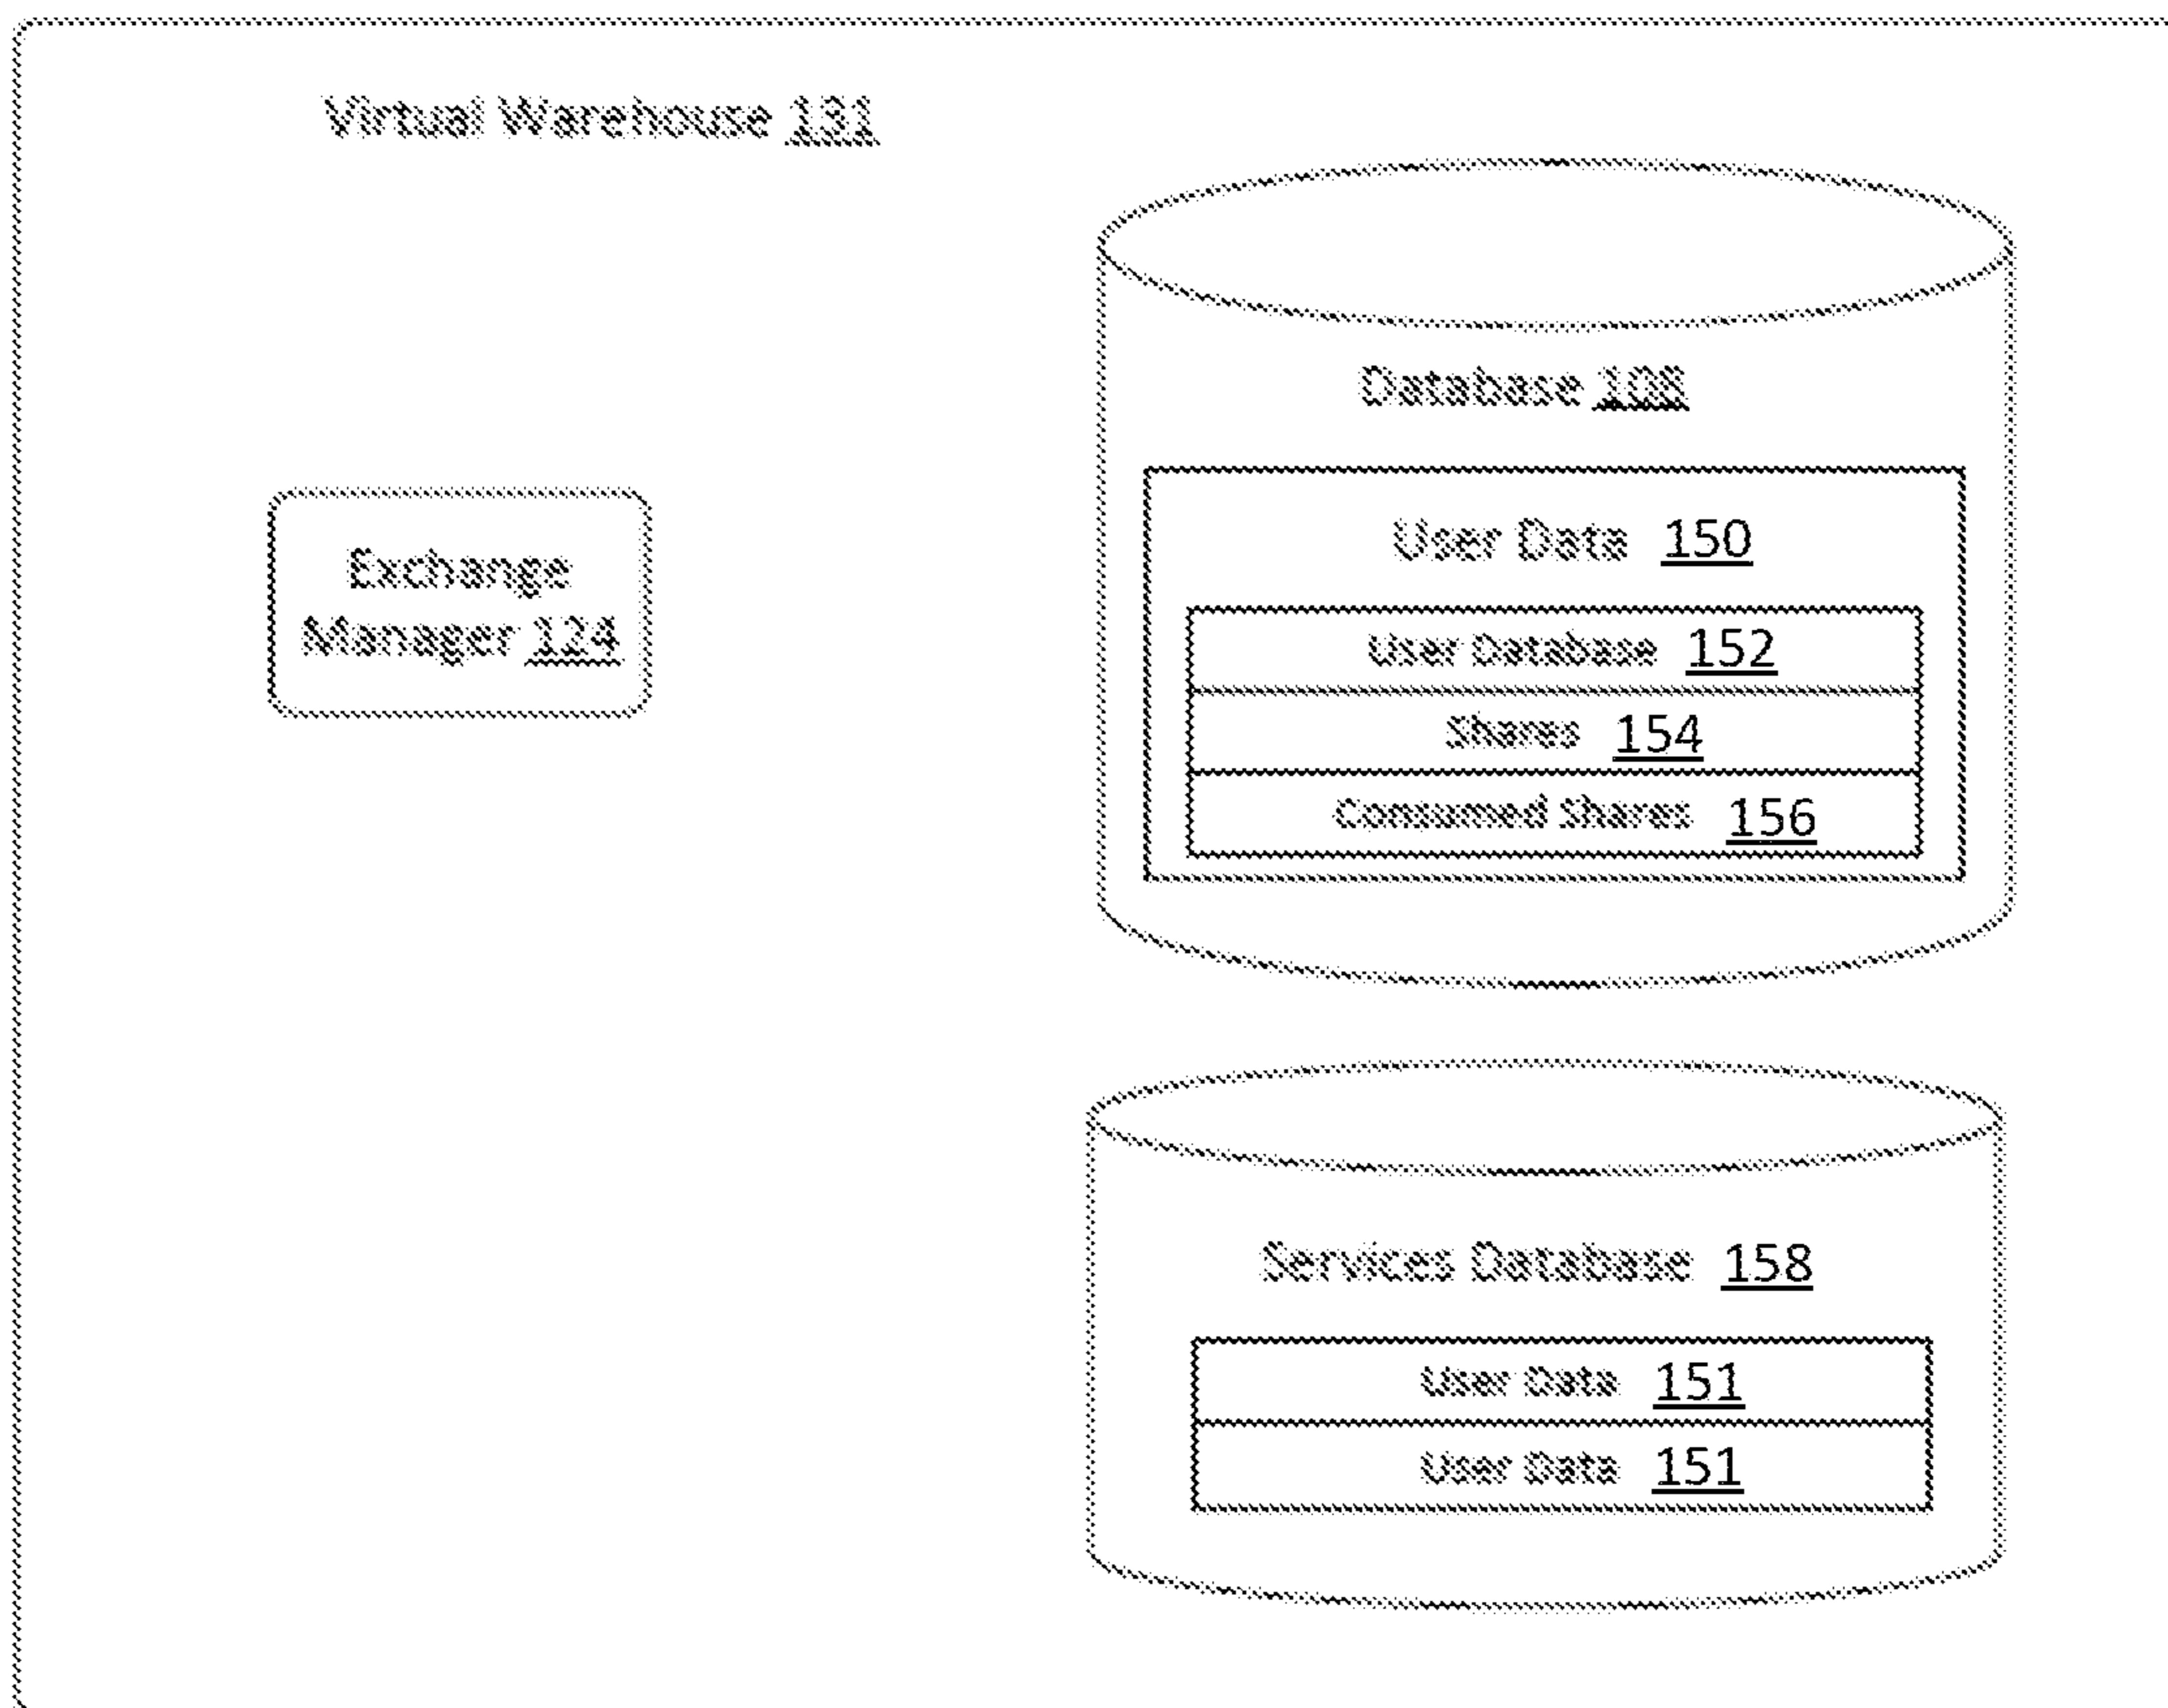 Virtual Warehouse 131
Exchange
Manager 124
Database 108
User Data 150
User Database 152
Shares 154
Consumed Shares 156
Services Database 158
User Data 151
User Data 151